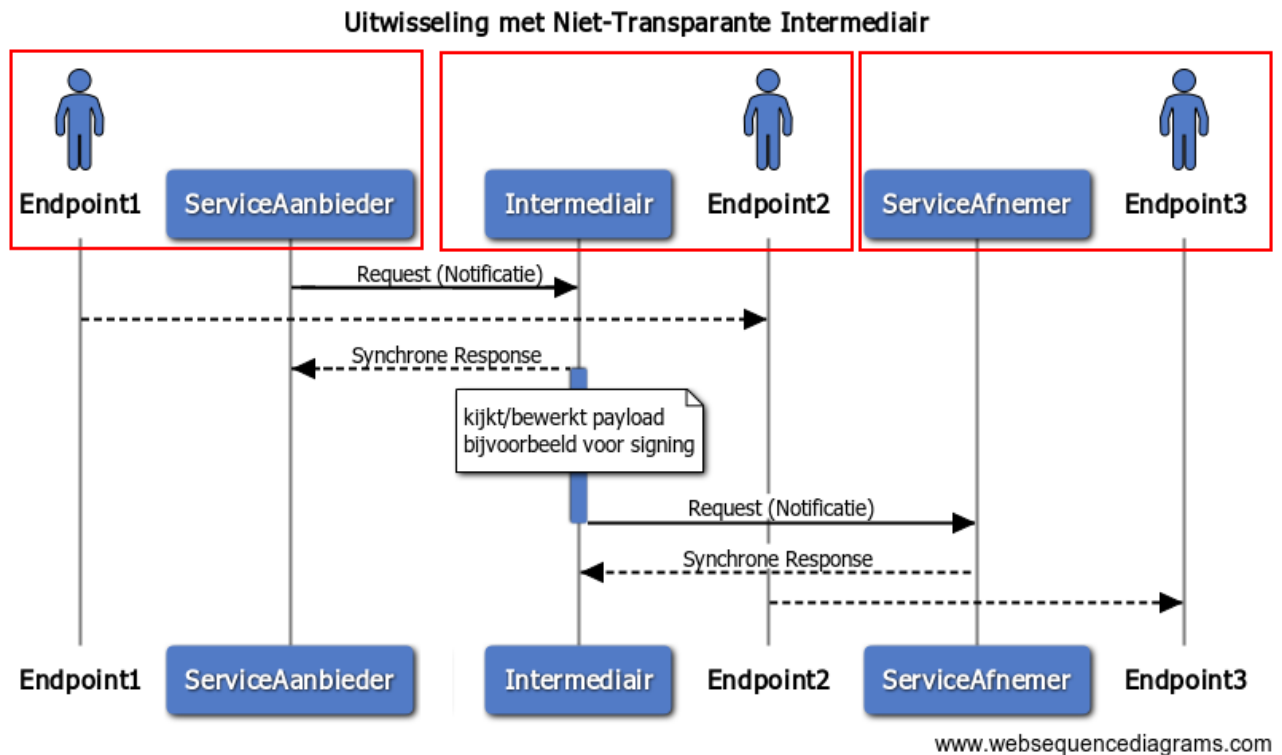 Uitwisseling met Niet-Transparante Intermediair
Endpoint1
ServiceAanbieder
Intermediair
Endpoint2
ServiceAfnemer
Endpoint3
Request (Notificatie)
Synchrone Response
kijkt/bewerkt payload
bijvoorbeeld voor signing
Request (Notificatie)
Synchrone Response
Endpoint1
ServiceAanbieder
Intermediair
Endpoint2
ServiceAfnemer
Endpoint3
www.websequencediagrams.com